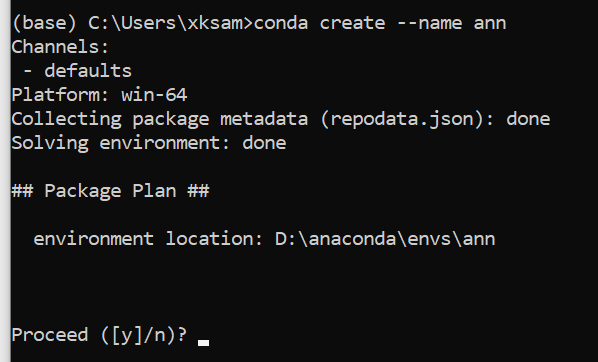 (base) C:\Users\xksam>conda create --name ann
Channels:
 - defaults
Platform: win-64
Collecting package metadata (repodata.json): done
Solving environment: done
## Package Plan ##
  environment location: D:\anaconda\envs\ann
Proceed ([y]/n)?